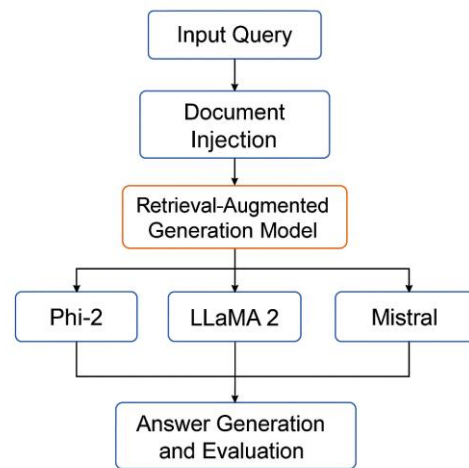 Input Query
Document
Injection
Retrieval-Augmented
Generation Model
Phi-2
LLaMA 2
Mistral
Answer Generation
and Evaluation